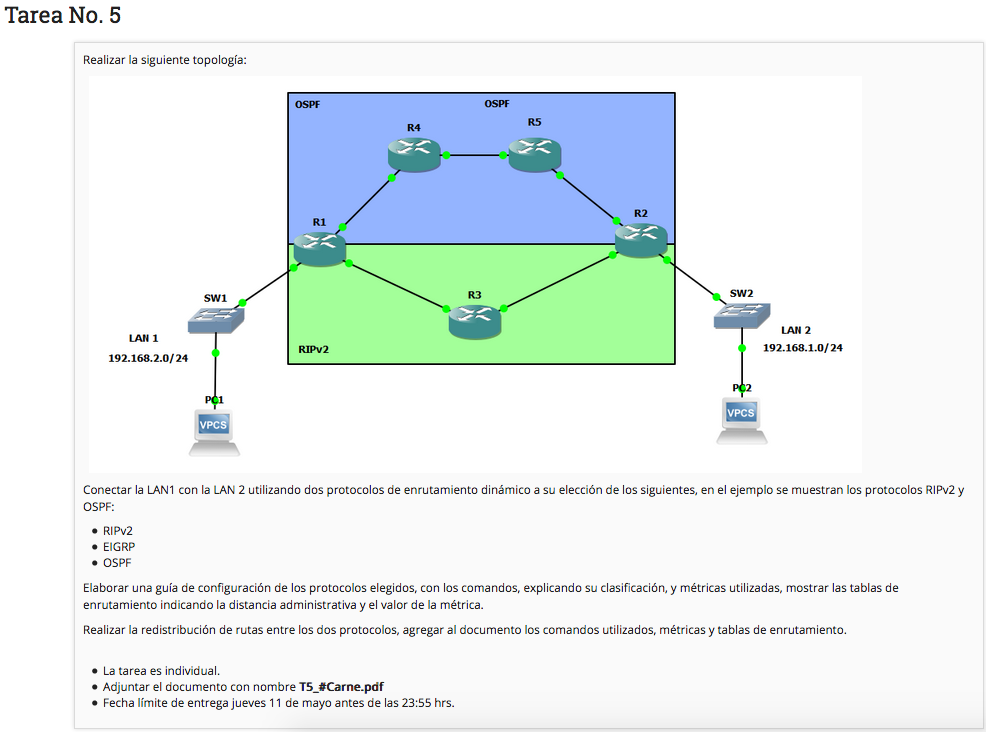 Tarea No. 5
Realizar la siguiente topología:
OSPF
OSPF
R5
R4
R1
R2
SW1
R3
SW2
LAN 1
LAN 2
192.168.2.0/24
RIPv2
192.168.1.0/24
PC1
PC2
VPCS
VPCS
Conectar la LAN1 con la LAN 2 utilizando dos protocolos de enrutamiento dinámico a su elección de los siguientes, en el ejemplo se muestran los protocolos RIPv2 y
OSPF:
• RIPv2
• EIGRP
• OSPF
Elaborar una guía de configuración de los protocolos elegidos, con los comandos, explicando su clasificación, y métricas utilizadas, mostrar las tablas de
enrutamiento indicando la distancia administrativa y el valor de la métrica.
Realizar la redistribución de rutas entre los dos protocolos, agregar al documento los comandos utilizados, métricas y tablas de enrutamiento.
• La tarea es individual.
• Adjuntar el documento con nombre T5_#Carne.pdf
• Fecha límite de entrega jueves 11 de mayo antes de las 23:55 hrs.